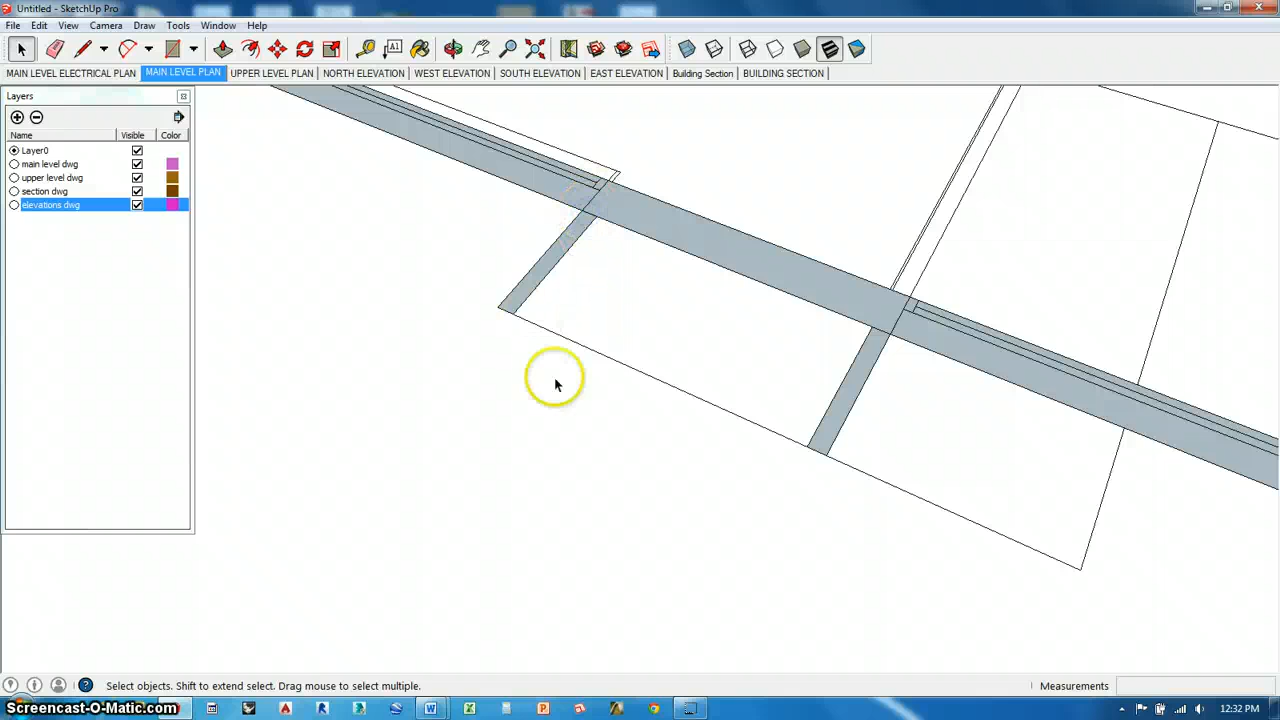 Untitled - SketchUp Pro
File Edit View Camera Draw Tools Window Help
MAIN LEVEL ELECTRICAL PLAN MAIN LEVEL PLAN UPPER LEVEL PLAN NORTH ELEVATION WEST ELEVATION SOUTH ELEVATION EAST ELEVATION Building Section BUILDING SECTION
Layers
Name Visible Color
Layer0
main level dwg
upper level dwg
section dwg
elevations dwg
Select objects. Shift to extend select. Drag mouse to select multiple. Measurements
Screencast-O-Matic.com 12:32 PM